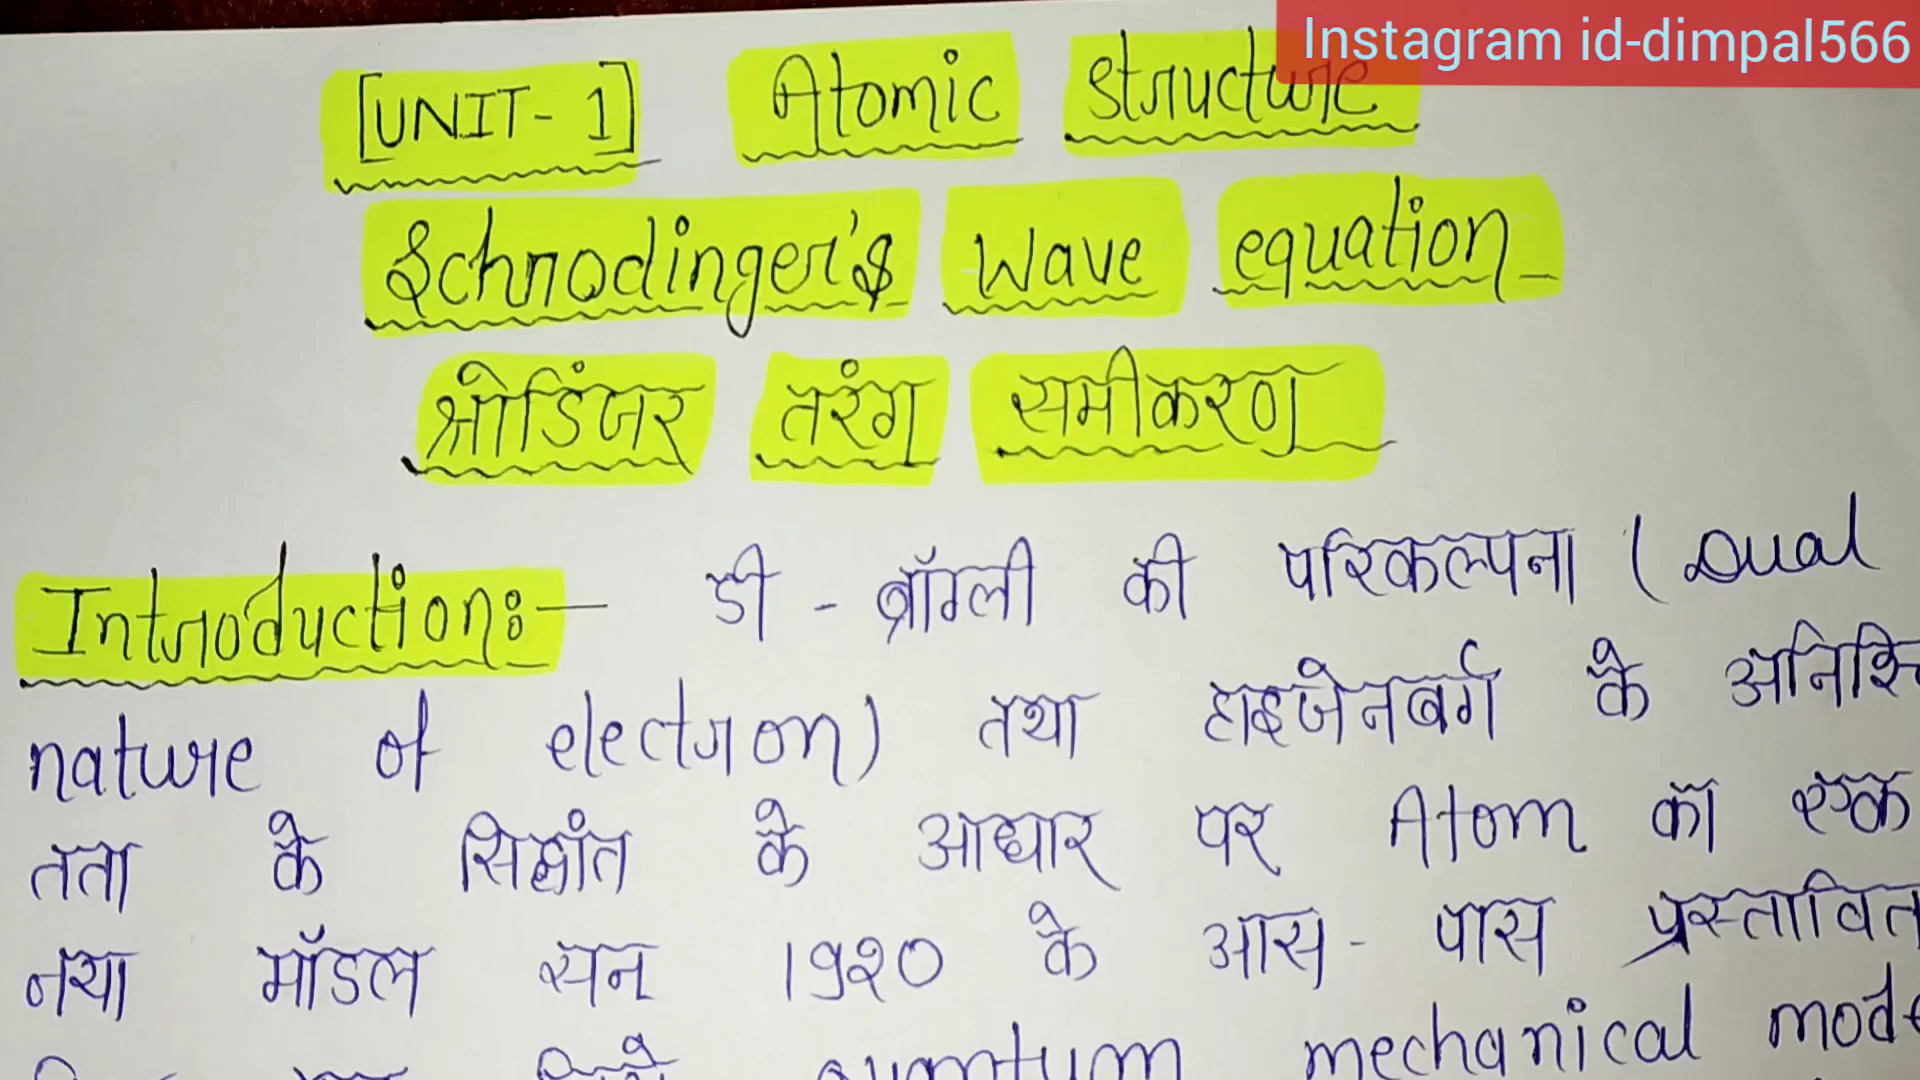 Instagram id-dimpal566
[UNIT- 1] Atomic structure
Schrodinger's Wave equation
श्रोडिंजर तरंग समीकरण
Introduction:— डी - ब्रॉग्ली की परिकल्पना ( Dual
nature of electron) तथा हाइजेनबर्ग के अनिश्चि
तता के सिद्धांत के आधार पर Atom का एक
नया मॉडल सन् 1920 के आस - पास प्रस्तावित
quantum mechanical mode